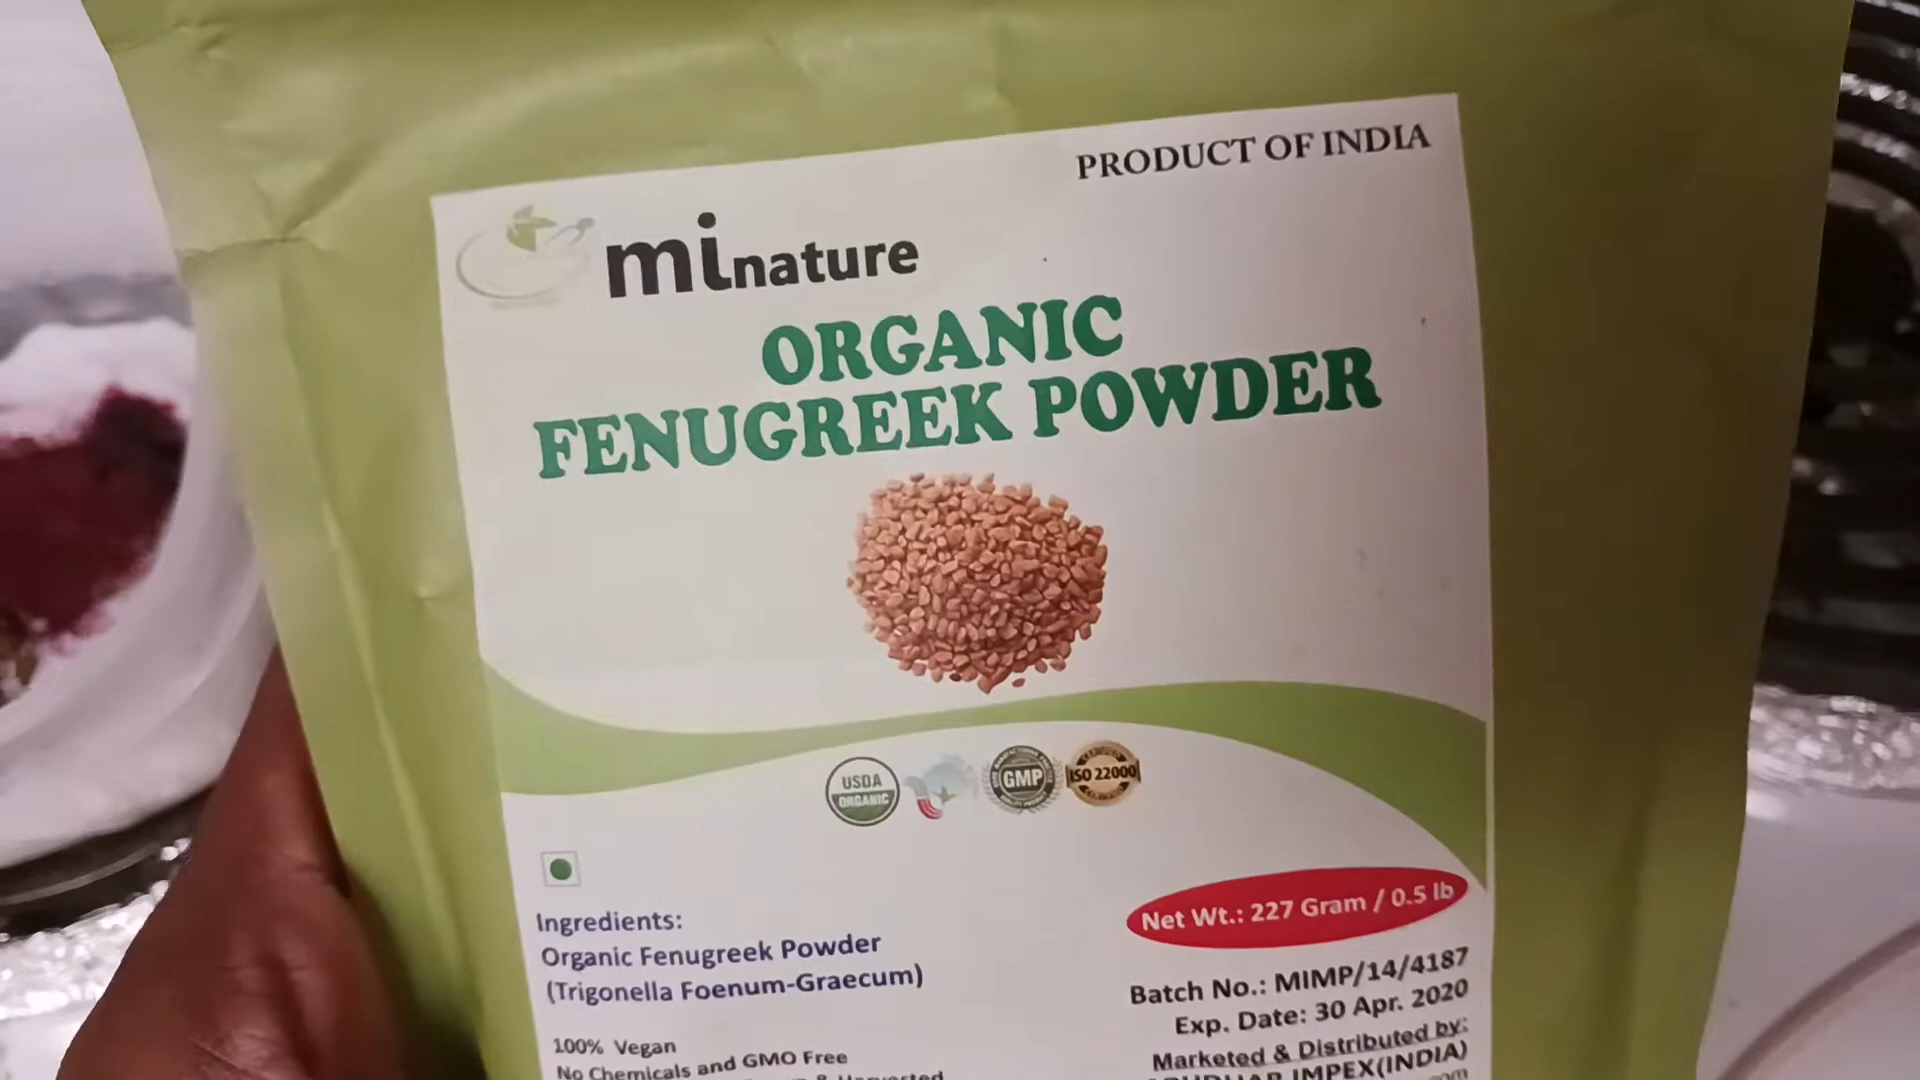 PRODUCT OF INDIA
minature
ORGANIC
FENUGREEK POWDER
USDA
ORGANIC
GMP
ISO 22000
Net Wt.: 227 Gram / 0.5 lb
Ingredients:
Organic Fenugreek Powder
(Trigonella Foenum-Graecum)
100% Vegan
No Chemicals and GMO Free
Batch No.: MIMP/14/4187
Exp. Date: 30 Apr. 2020
Marketed & Distributed by:
IMPEX(INDIA)